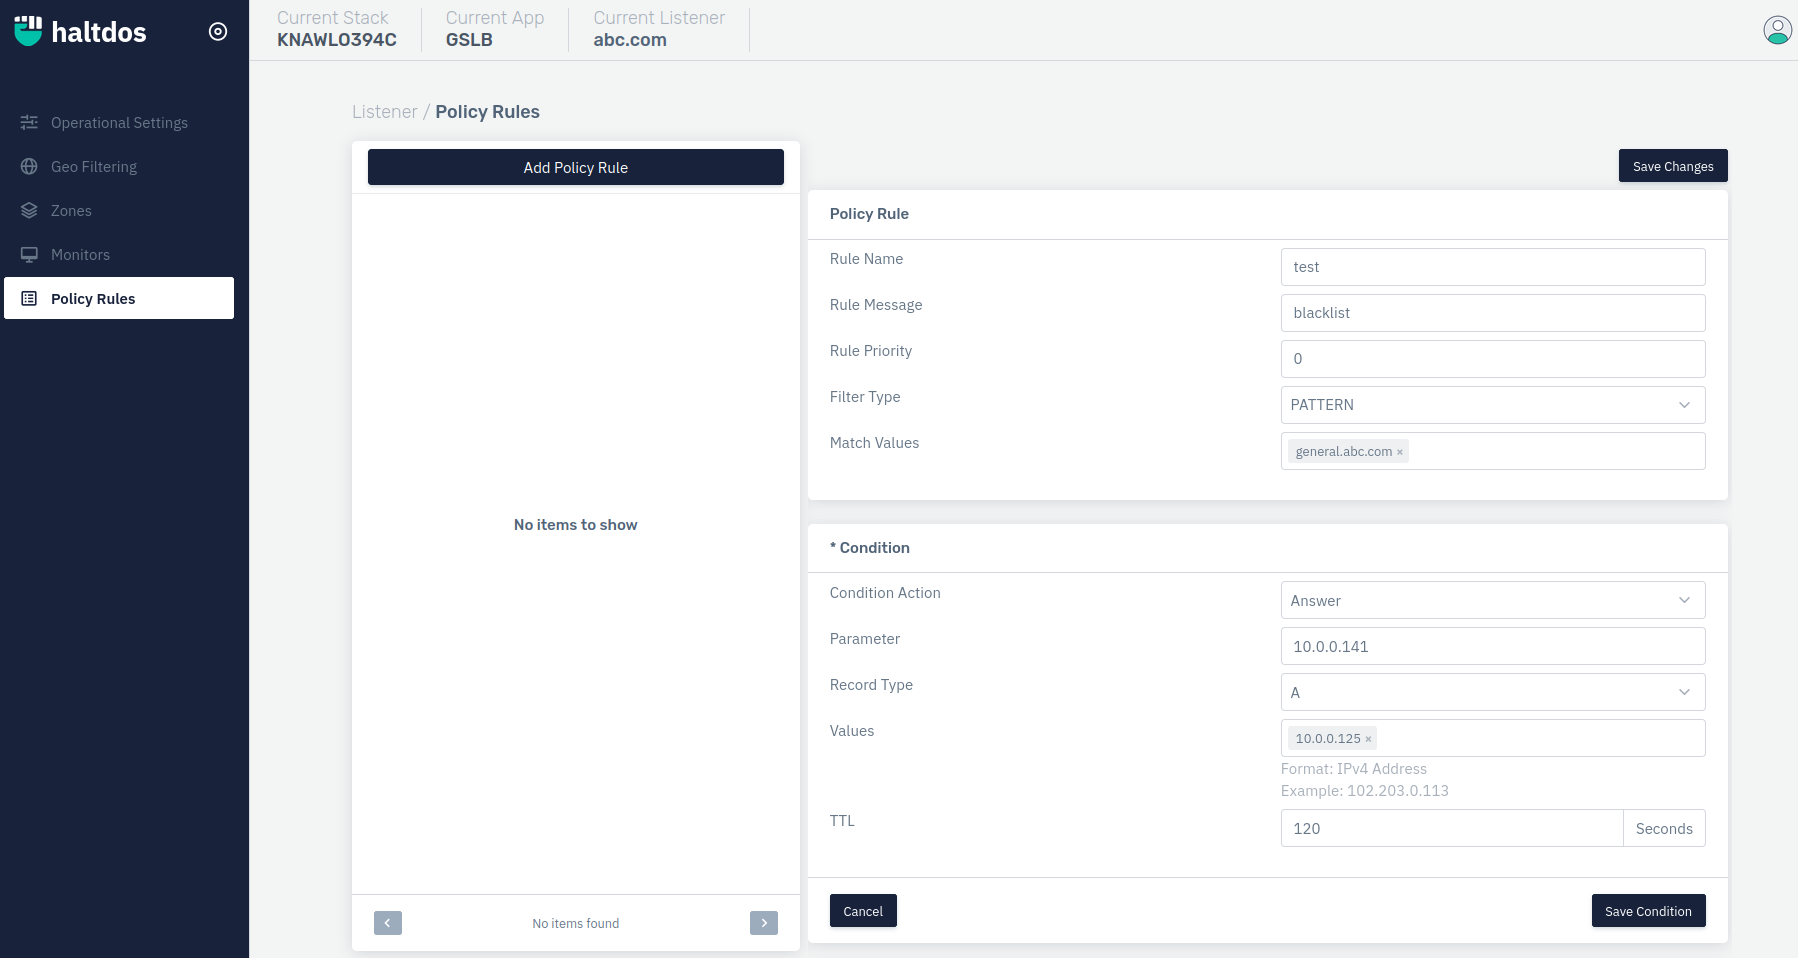 haltdos
Current Stack
KNAWLO394C
Current App
GSLB
Current Listener
abc.com
Operational Settings
Geo Filtering
Zones
Monitors
Policy Rules
Listener / Policy Rules
Add Policy Rule
No items to show
No items found
Save Changes
Policy Rule
Rule Name
test
Rule Message
blacklist
Rule Priority
0
Filter Type
PATTERN
Match Values
general.abc.com ×
* Condition
Condition Action
Answer
Parameter
10.0.0.141
Record Type
A
Values
10.0.0.125 ×
Format: IPv4 Address
Example: 102.203.0.113
TTL
120
Seconds
Cancel
Save Condition